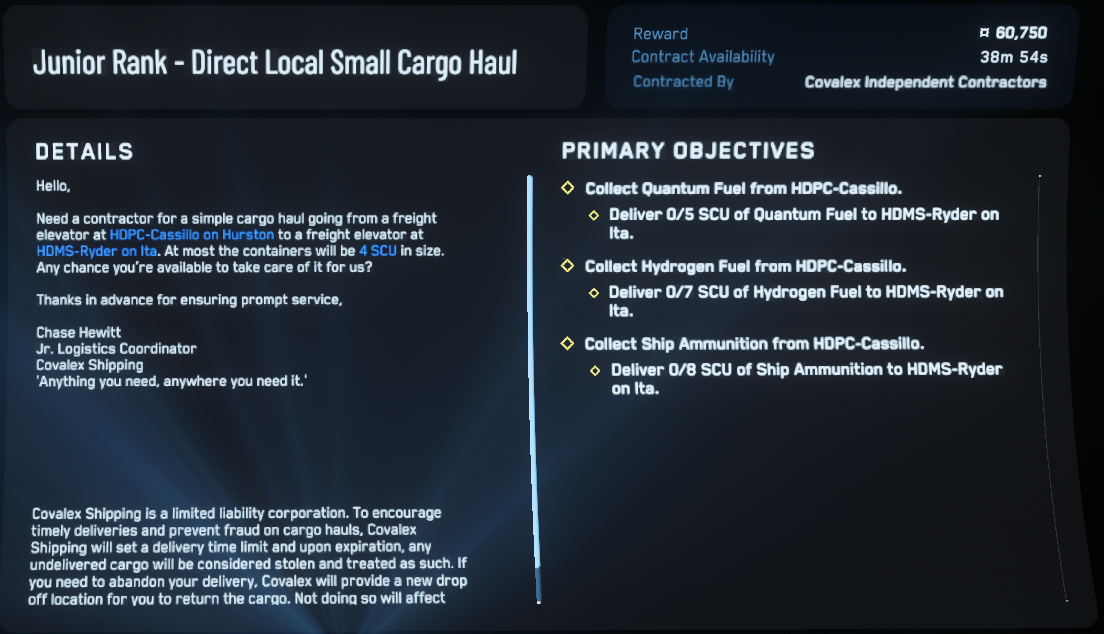 Junior Rank - Direct Local Small Cargo Haul
Reward ¤ 60,750
Contract Availability 38m 54s
Contracted By Covalex Independent Contractors
DETAILS
Hello,
Need a contractor for a simple cargo haul going from a freight
elevator at HDPC-Cassillo on Hurston to a freight elevator at
HDMS-Ryder on Ita. At most the containers will be 4 SCU in size.
Any chance you're available to take care of it for us?
Thanks in advance for ensuring prompt service,
Chase Hewitt
Jr. Logistics Coordinator
Covalex Shipping
'Anything you need, anywhere you need it.'
Covalex Shipping is a limited liability corporation. To encourage
timely deliveries and prevent fraud on cargo hauls, Covalex
Shipping will set a delivery time limit and upon expiration, any
undelivered cargo will be considered stolen and treated as such. If
you need to abandon your delivery, Covalex will provide a new drop
off location for you to return the cargo. Not doing so will affect
PRIMARY OBJECTIVES
Collect Quantum Fuel from HDPC-Cassillo.
Deliver 0/5 SCU of Quantum Fuel to HDMS-Ryder on
Ita.
Collect Hydrogen Fuel from HDPC-Cassillo.
Deliver 0/7 SCU of Hydrogen Fuel to HDMS-Ryder on
Ita.
Collect Ship Ammunition from HDPC-Cassillo.
Deliver 0/8 SCU of Ship Ammunition to HDMS-Ryder
on Ita.